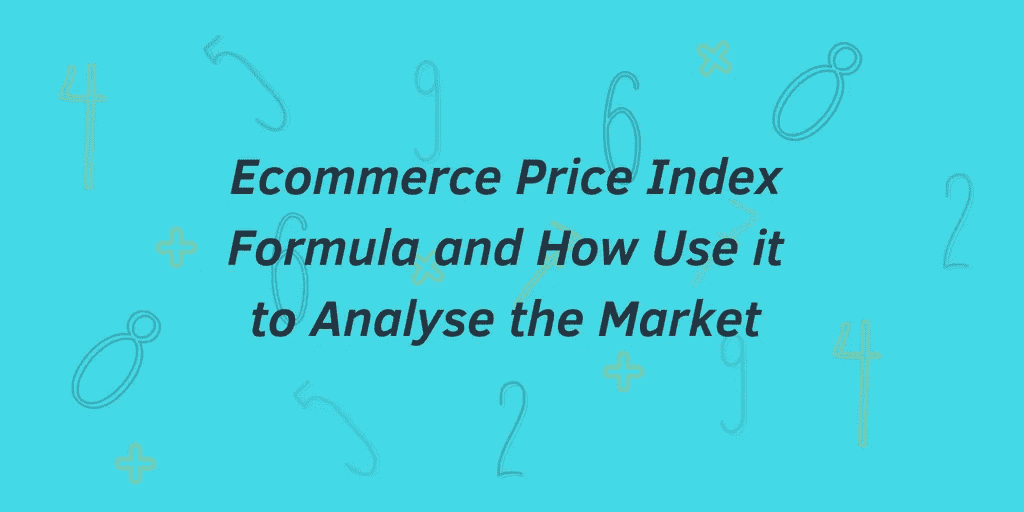 Ecommerce Price Index
Formula and How Use it
to Analyse the Market